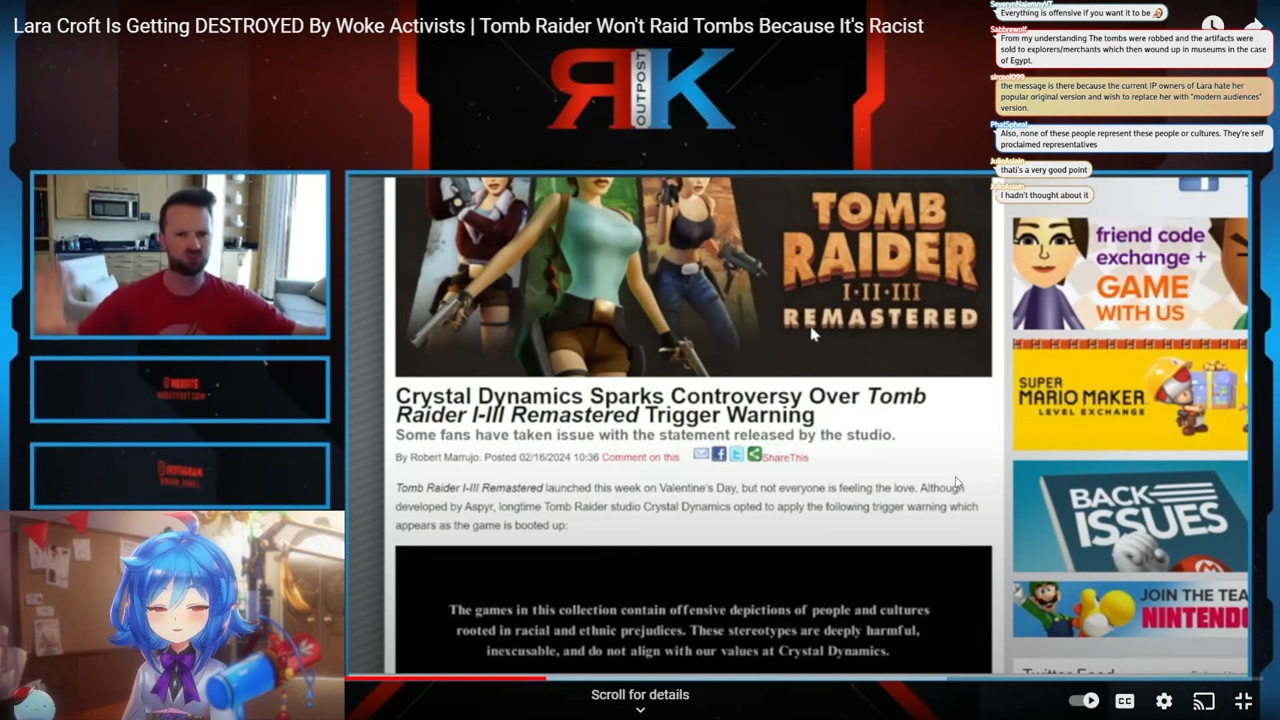 Lara Croft Is Getting DESTROYED By Woke Activists | Tomb Raider Won't Raid Tombs Because It's Racist
Everything is offensive if you want it to be
Sabbrewolf
From my understanding The tombs were robbed and the artifacts were
sold to explorers/merchants which then wound up in museums in the case
of Egypt.
sircool099
the message is there because the current IP owners of Lara hate her
popular original version and wish to replace her with "modern audiences"
version.
PhatSpheal
Also, none of these people represent these people or cultures. They're self
proclaimed representatives
JulioAslain
thati's a very good point
JulioAslain
I hadn't thought about it
RK
OUTPOST
TOMB
RAIDER
I·II·III
REMASTERED
Crystal Dynamics Sparks Controversy Over Tomb
Raider I-III Remastered Trigger Warning
Some fans have taken issue with the statement released by the studio.
By Robert Marrujo. Posted 02/16/2024 10:36 Comment on this
ShareThis
Tomb Raider I-III Remastered launched this week on Valentine's Day, but not everyone is feeling the love. Although
developed by Aspyr, longtime Tomb Raider studio Crystal Dynamics opted to apply the following trigger warning which
appears as the game is booted up:
The games in this collection contain offensive depictions of people and cultures
rooted in racial and ethnic prejudices. These stereotypes are deeply harmful,
inexcusable, and do not align with our values at Crystal Dynamics.
friend code
exchange +
GAME
WITH US
SUPER
MARIO MAKER
LEVEL EXCHANGE
BACK
ISSUES
JOIN THE TEA
NINTEND
Twitter Feed
WEBSITE
INSTAGRAM
Scroll for details
CC